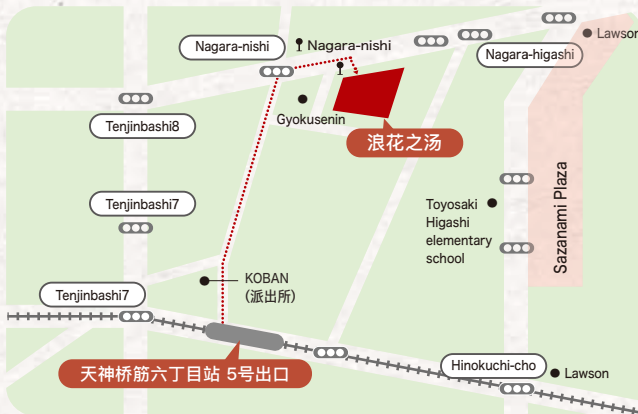 Nagara-nishi
Nagara-nishi
Lawson
Nagara-higashi
Tenjinbashi8
Gyokusenin
浪花之汤
Tenjinbashi7
Toyosaki
Higashi
elementary
school
Sazanami Plaza
KOBAN
(派出所)
Tenjinbashi7
天神桥筋六丁目站 5号出口
Hinokuchi-cho
Lawson